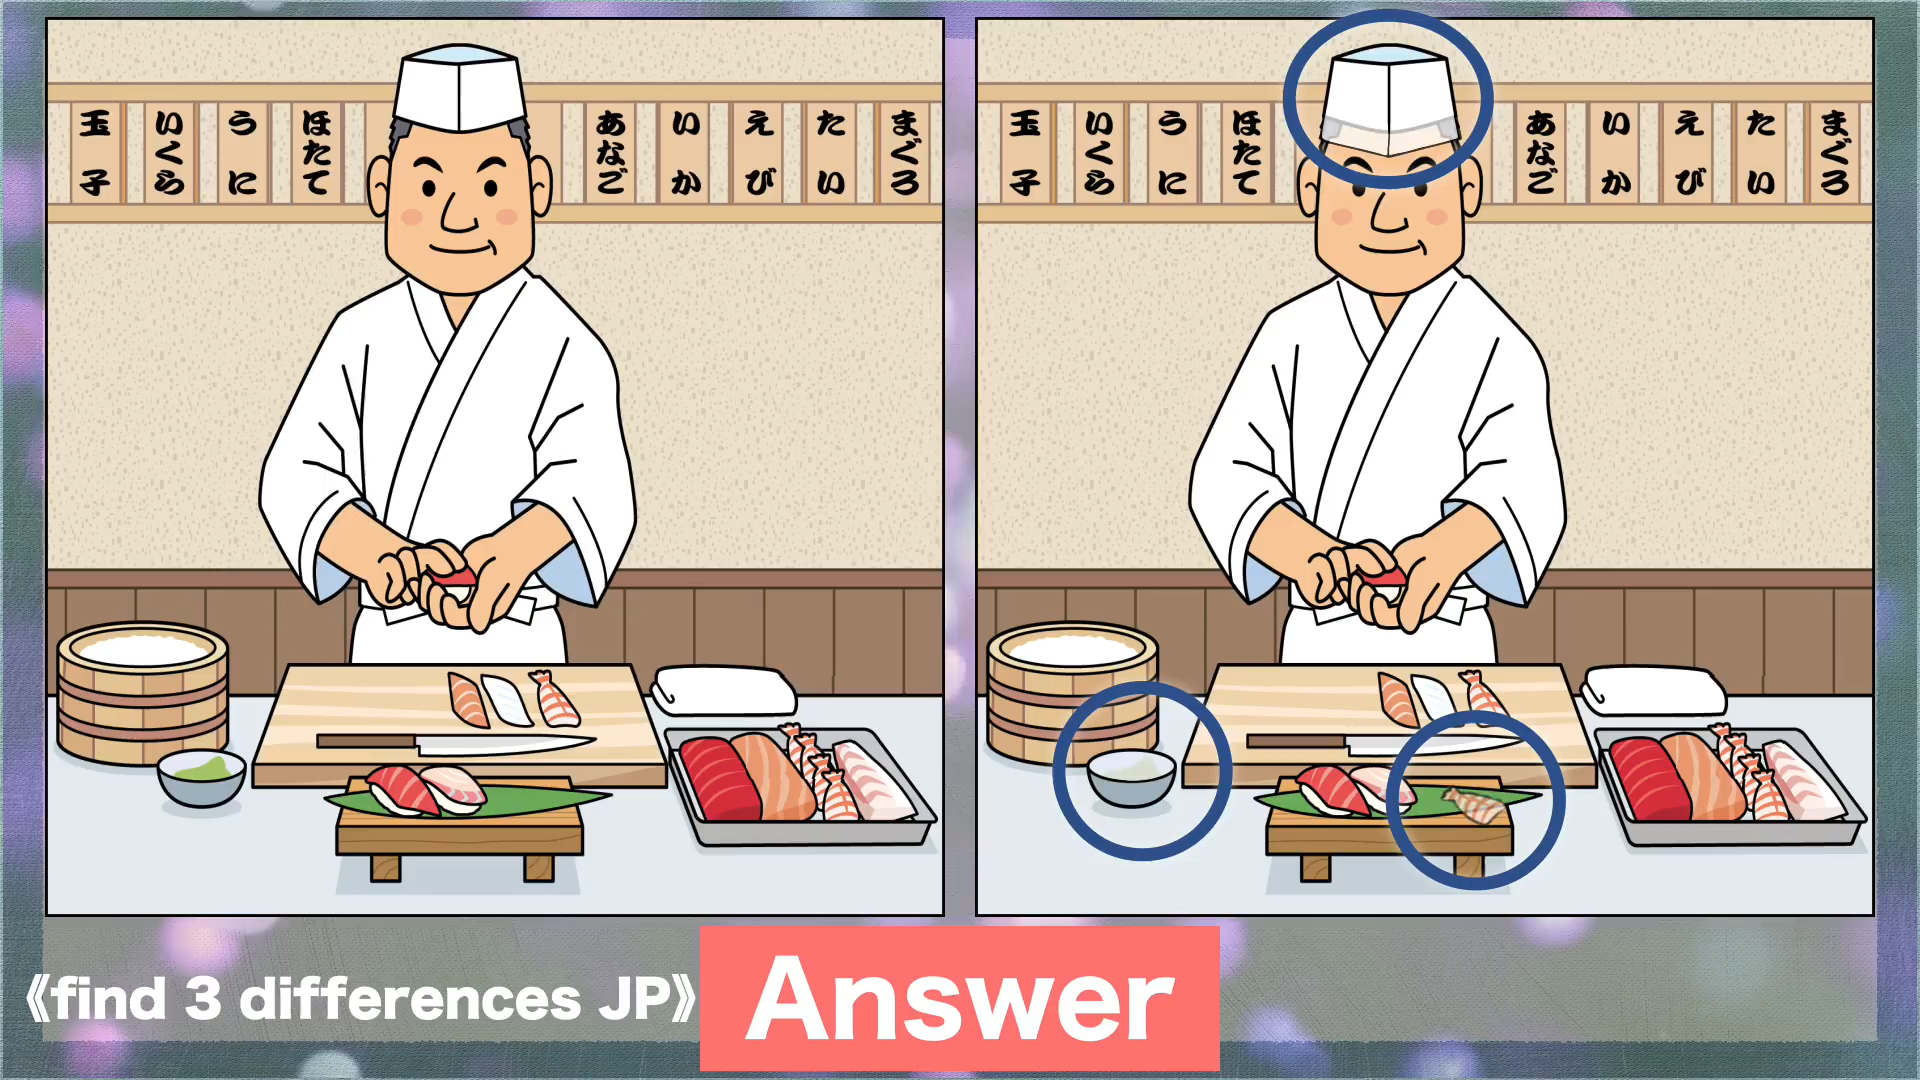 玉子
いくら
うに
ほたて
あなご
いか
えび
たい
まぐろ
玉子
いくら
うに
ほたて
あなご
いか
えび
たい
まぐろ
《find 3 differences JP》
Answer